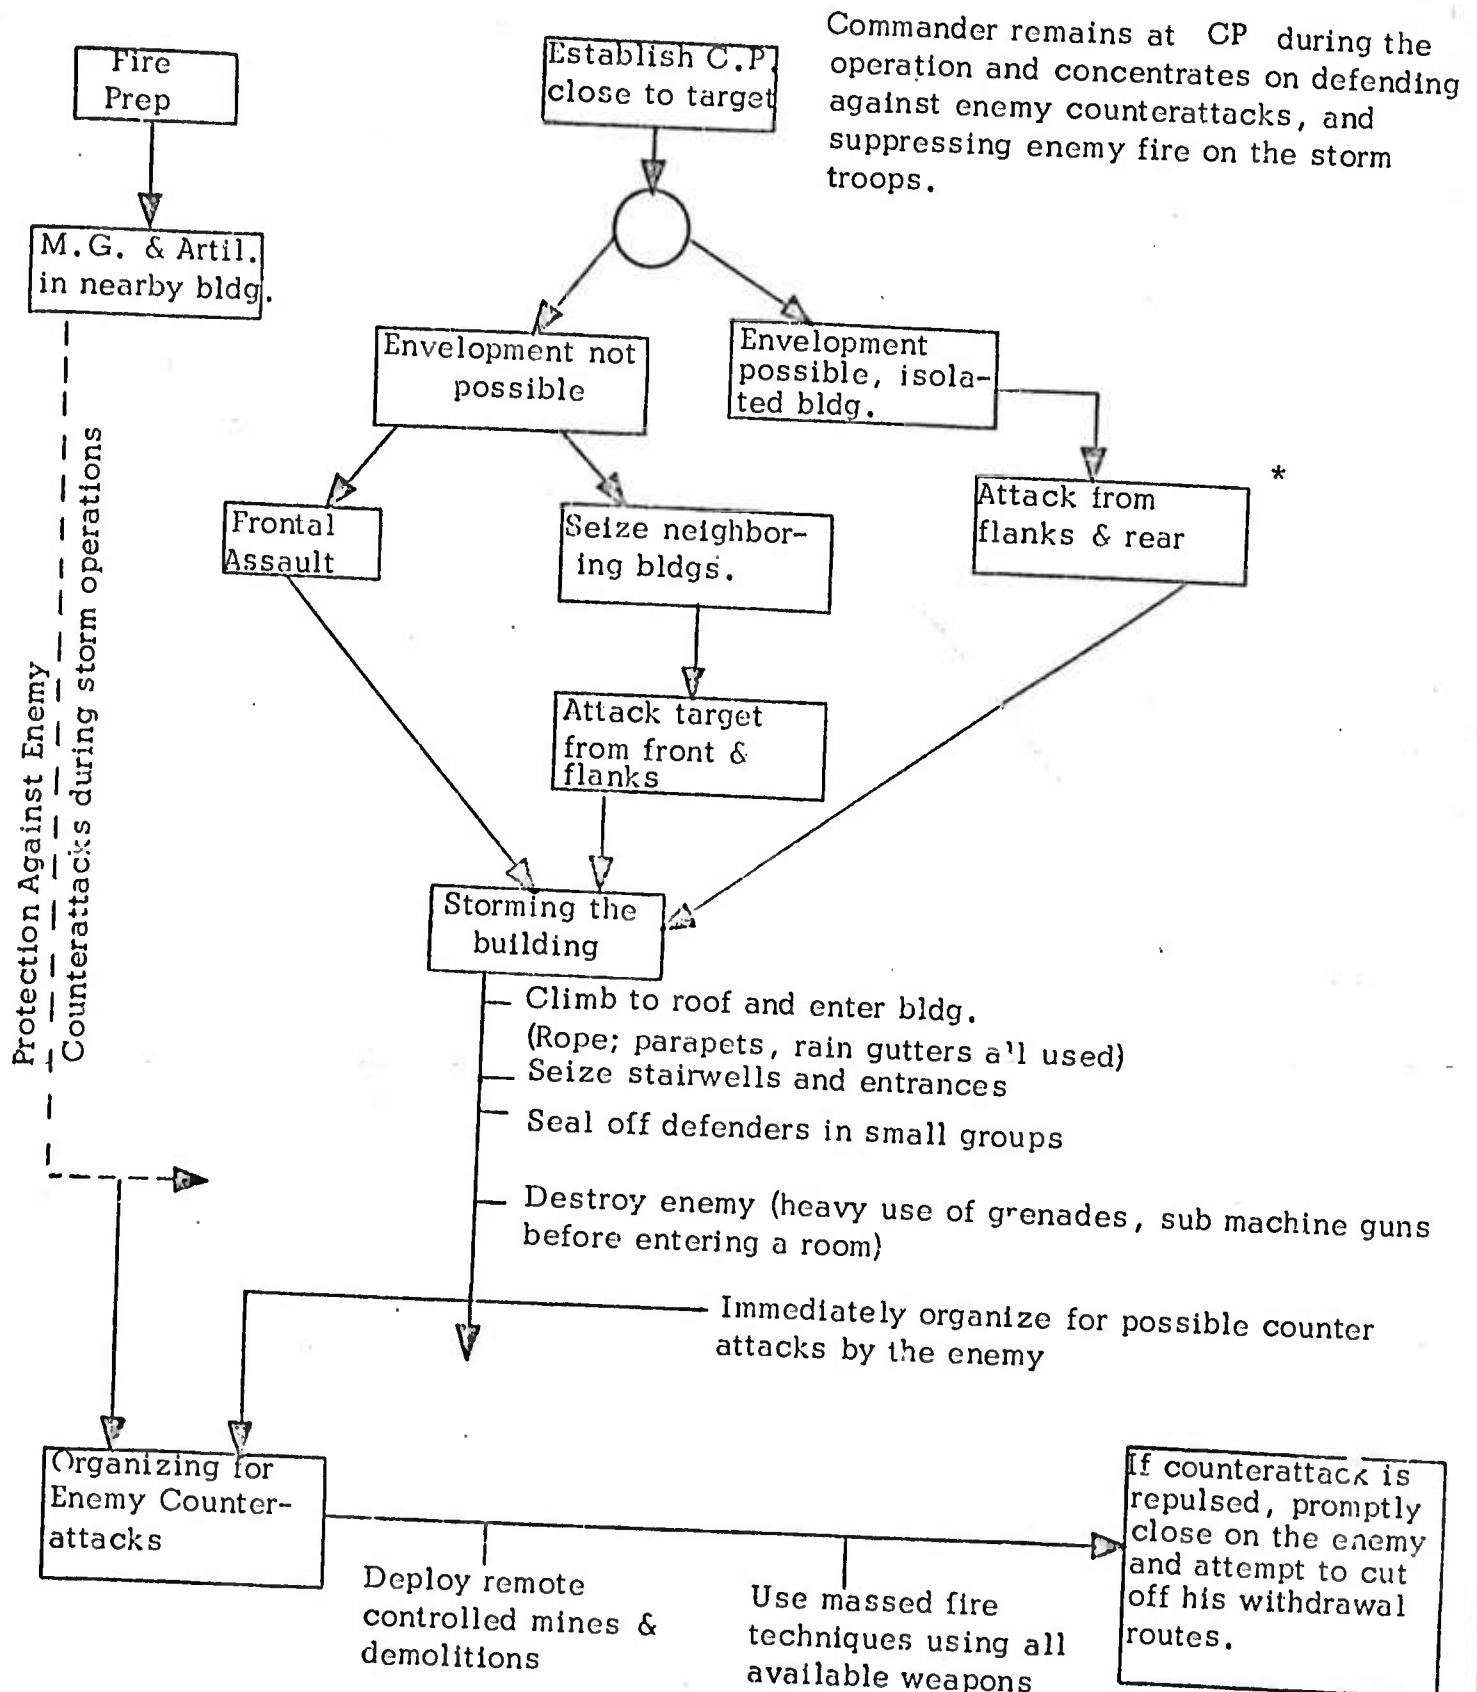 Fire
Prep
Establish C.P.
close to target
Commander remains at CP during the
operation and concentrates on defending
against enemy counterattacks, and
suppressing enemy fire on the storm
troops.
M.G. & Artil.
in nearby bldg.
Envelopment not
possible
Envelopment
possible, isola-
ted bldg.
Frontal
Assault
Seize neighbor-
ing bldgs.
Attack from
flanks & rear
*
Protection Against Enemy
Counterattacks during storm operations
Attack target
from front &
flanks
Storming the
building
Climb to roof and enter bldg.
(Rope; parapets, rain gutters all used)
Seize stairwells and entrances
Seal off defenders in small groups
Destroy enemy (heavy use of grenades, sub machine guns
before entering a room)
Immediately organize for possible counter
attacks by the enemy
Organizing for
Enemy Counter-
attacks
Deploy remote
controlled mines &
demolitions
Use massed fire
techniques using all
available weapons
If counterattack is
repulsed, promptly
close on the enemy
and attempt to cut
off his withdrawal
routes.